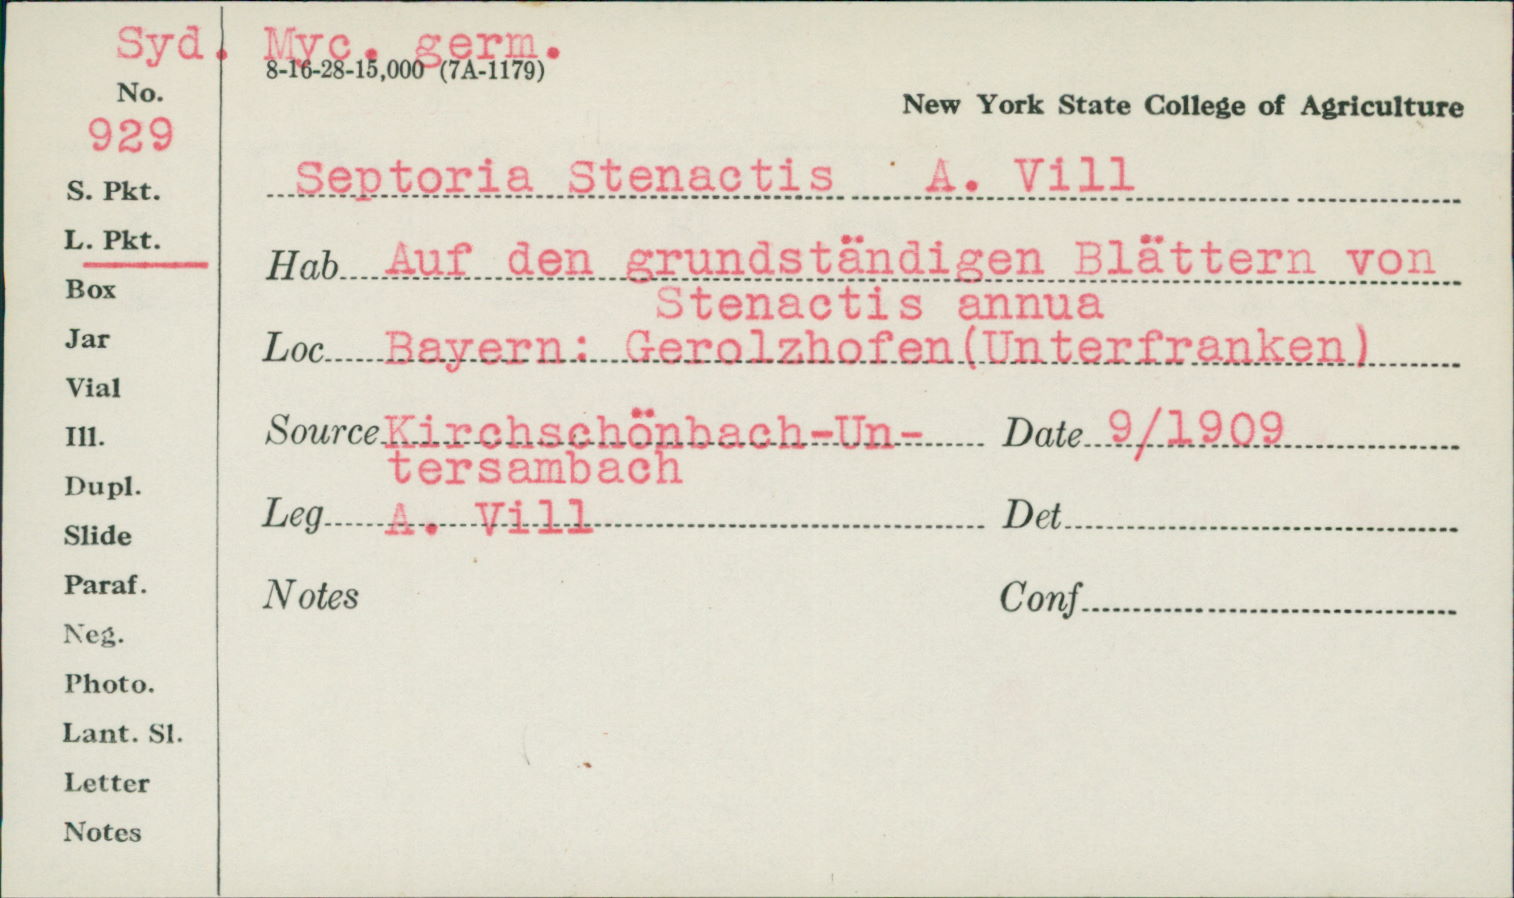 Syd. Myc. germ.
8-16-28-15,000 (7A-1179)
No.
929
New York State College of Agriculture
S. Pkt.
Septoria Stenactis A. Vill
L. Pkt.
Hab Auf den grundständigen Blättern von
Stenactis annua
Box
Jar
Loc Bayern: Gerolzhofen(Unterfranken)
Vial
Ill.
Source Kirchschönbach-Un-
tersambach
Date 9/1909
Dupl.
Slide
Leg A. Vill
Det
Paraf.
Notes
Conf
Neg.
Photo.
Lant. Sl.
Letter
Notes